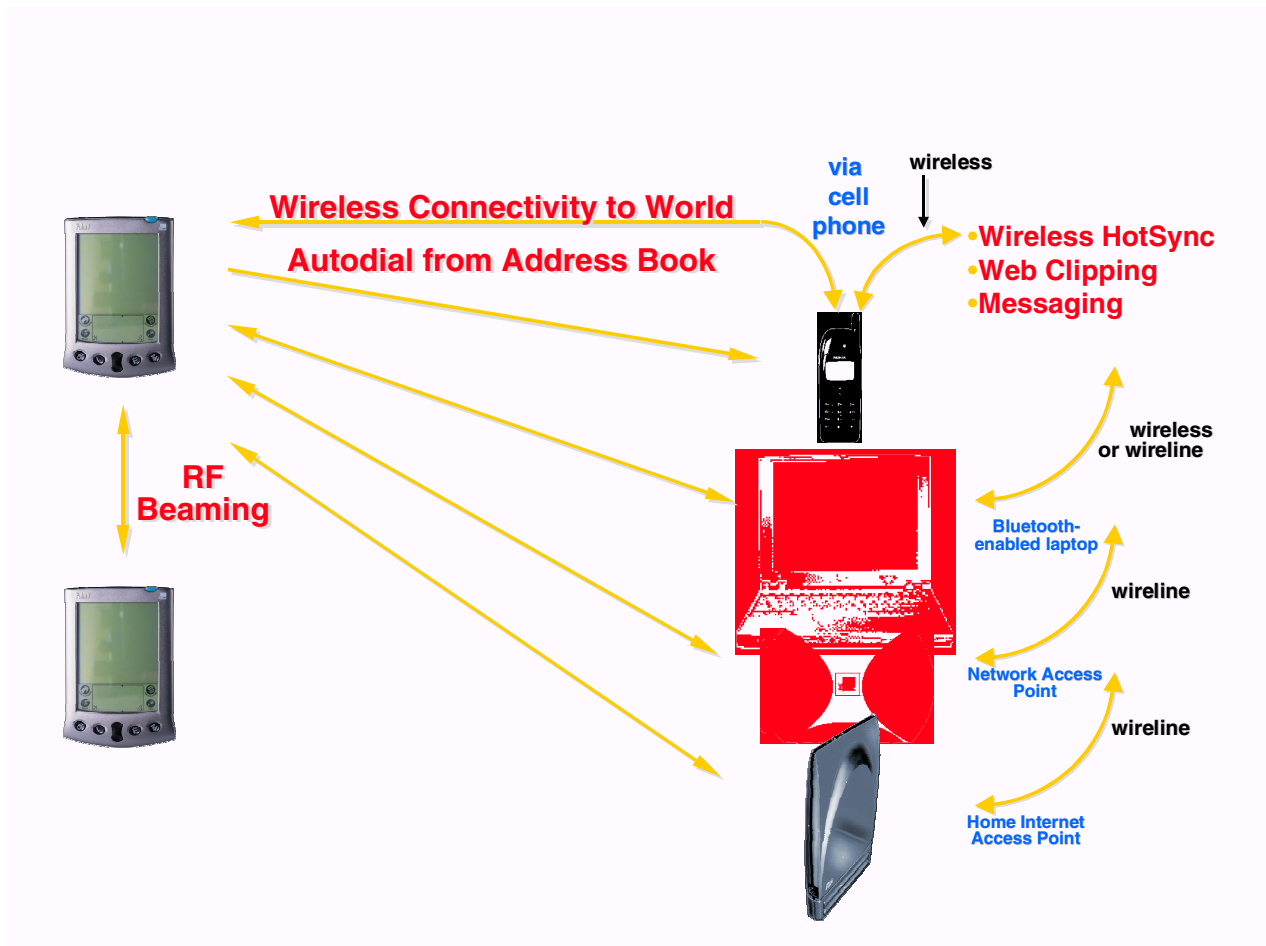 via
cell
phone
wireless
Wireless Connectivity to World
•Wireless HotSync
•Web Clipping
•Messaging
Autodial from Address Book
wireless
or wireline
RF
Beaming
Bluetooth-
enabled laptop
wireline
Network Access
Point
wireline
Home Internet
Access Point
NOKIA